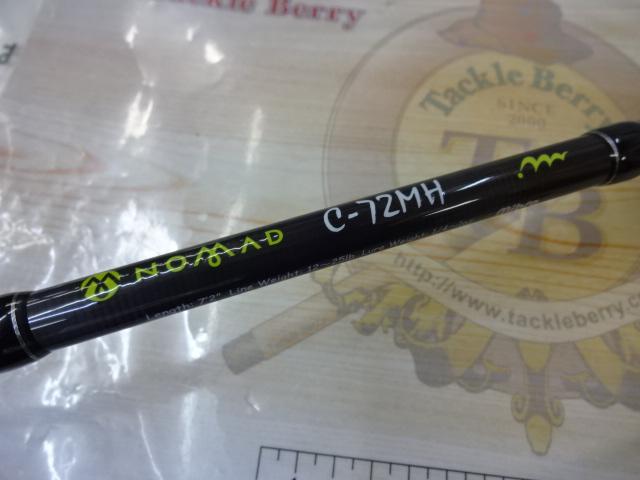 Tackle Berry
Tackle Berry
SINCE
2000
TB
NOMAD
C-72MH
Length: 7'2" Line Weight: 12-25lb. Lure Weight:
http://www.tackleberry.co